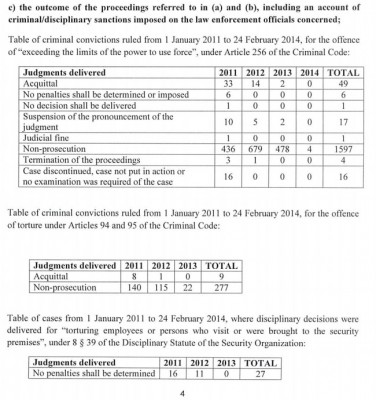 c) the outcome of the proceedings referred to in (a) and (b), including an account of
criminal/disciplinary sanctions imposed on the law enforcement officials concerned;
Table of criminal convictions ruled from 1 January 2011 to 24 February 2014, for the offence
of “exceeding the limits of the power to use force”, under Article 256 of the Criminal Code:
Judgments delivered 2011 2012 2013 2014 TOTAL
Acquittal 33 14 2 0 49
No penalties shall be determined or imposed 6 0 0 0 6
No decision shall be delivered 1 0 0 0 1
Suspension of the pronouncement of the
judgment 10 5 2 0 17
Judicial fine 1 0 0 0 1
Non-prosecution 436 679 478 4 1597
Termination of the proceedings 3 1 0 0 4
Case discontinued, case not put in action or
no examination was required of the case 16 0 0 0 16
Table of criminal convictions ruled from 1 January 2011 to 24 February 2014, for the offence
of torture under Articles 94 and 95 of the Criminal Code:
Judgments delivered 2011 2012 2013 TOTAL
Acquittal 8 1 0 9
Non-prosecution 140 115 22 277
Table of cases from 1 January 2011 to 24 February 2014, where disciplinary decisions were
delivered for “torturing employees or persons who visit or were brought to the security
premises”, under 8 § 39 of the Disciplinary Statute of the Security Organization:
Judgments delivered 2011 2012 2013 TOTAL
No penalties shall be determined 16 11 0 27
4